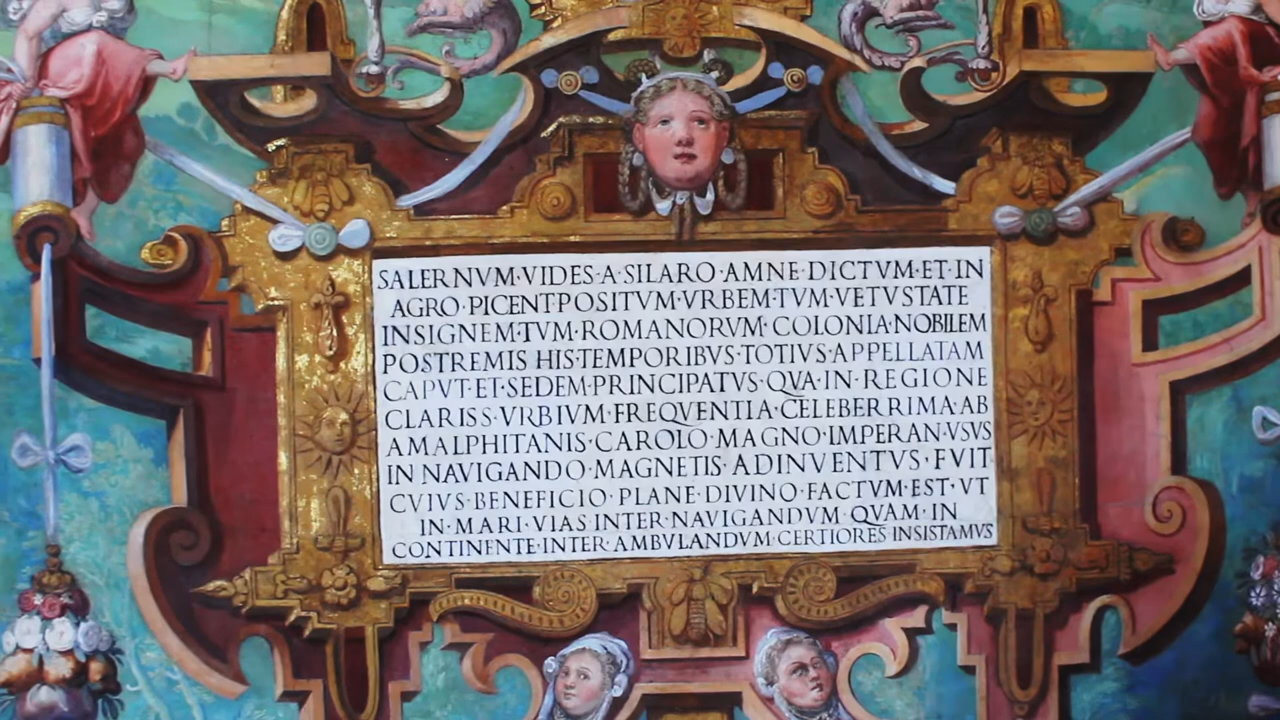 SALERNVM·VIDES·A·SILARO·AMNE·DICTVM·ET·IN
AGRO·PICENT·POSITVM·VRBEM·TVM·VETVSTATE
INSIGNEM·TVM·ROMANORVM·COLONIA·NOBILEM
POSTREMIS HIS·TEMPORIBVS·TOTIVS·APPELLATAM
CAPVT·ET·SEDEM·PRINCIPATVS·QVA·IN·REGIONE
CLARISS·VRBIVM·FREQVENTIA·CELEBERRIMA·AB
AMALPHITANIS·CAROLO·MAGNO·IMPERAN·VSVS
IN NAVIGANDO·MAGNETIS·ADINVENTVS·FVIT
CVIVS·BENEFICIO·PLANE·DIVINO·FACTVM·EST·VT
IN·MARI·VIAS·INTER·NAVIGANDVM·QVAM·IN
CONTINENTE·INTER·AMBVLANDVM·CERTIORES INSISTAMVS